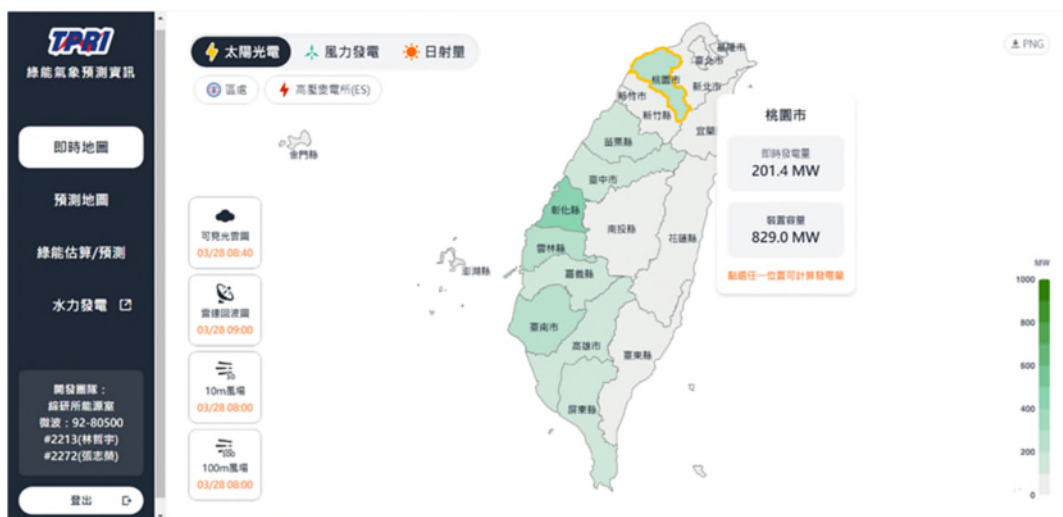 TPRI
綠能氣象預測資訊
即時地圖
預測地圖
綠能估算/預測
水力發電
開發團隊：
綜研所能源室
微波：92-80500
#2213(林哲宇)
#2272(張志榮)
登出
太陽光電
風力發電
日射量
區處
高壓變電所(ES)
PNG
金門縣
澎湖縣
基隆市
臺北市
新北市
桃園市
新竹市
新竹縣
宜蘭
苗栗縣
臺中市
彰化縣
南投縣
花蓮縣
雲林縣
嘉義縣
臺南市
高雄市
臺東縣
屏東縣
桃園市
即時發電量
201.4 MW
裝置容量
829.0 MW
點選任一位置可計算發電量
可見光雲圖
03/28 08:40
雷達回波圖
03/28 09:00
10m風場
03/28 08:00
100m風場
03/28 08:00
MW
1000
800
600
400
200
0